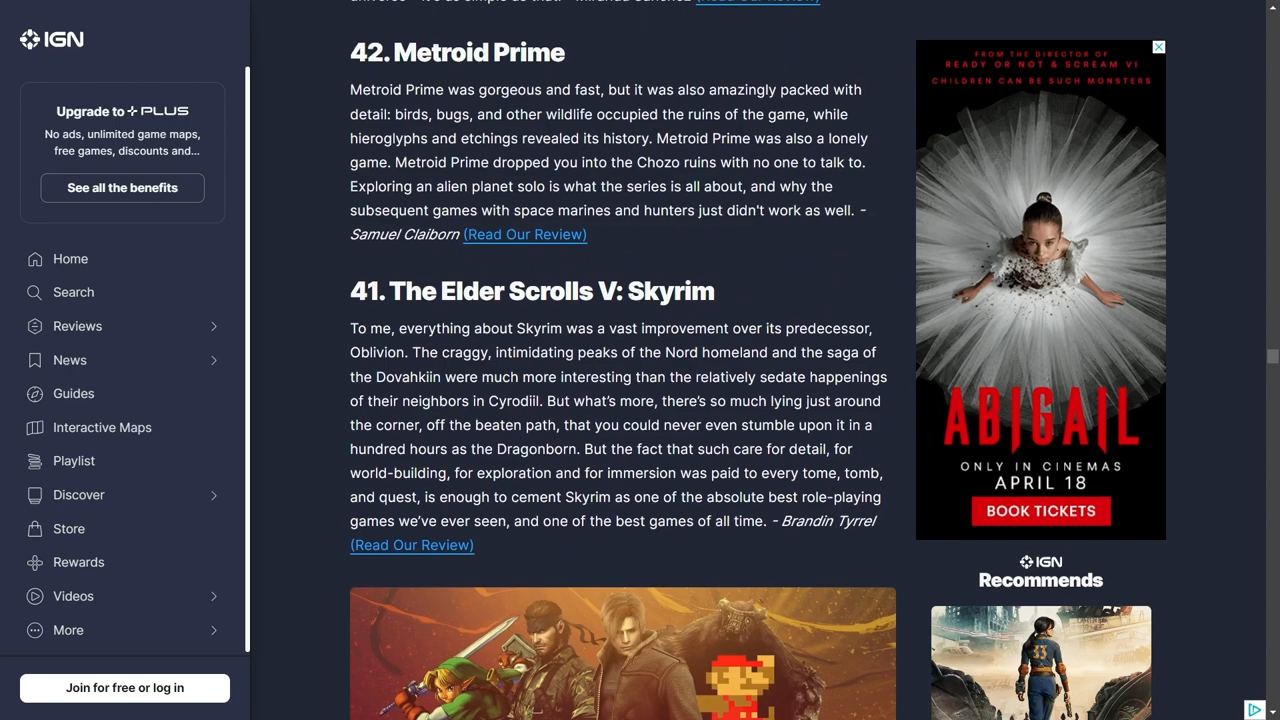 universe - it's as simple as that. - Miranda Sanchez (Read Our Review)
IGN
Upgrade to PLUS
No ads, unlimited game maps,
free games, discounts and...
See all the benefits
Home
Search
Reviews
News
Guides
Interactive Maps
Playlist
Discover
Store
Rewards
Videos
More
Join for free or log in
42. Metroid Prime
Metroid Prime was gorgeous and fast, but it was also amazingly packed with
detail: birds, bugs, and other wildlife occupied the ruins of the game, while
hieroglyphs and etchings revealed its history. Metroid Prime was also a lonely
game. Metroid Prime dropped you into the Chozo ruins with no one to talk to.
Exploring an alien planet solo is what the series is all about, and why the
subsequent games with space marines and hunters just didn't work as well. -
Samuel Claiborn (Read Our Review)
41. The Elder Scrolls V: Skyrim
To me, everything about Skyrim was a vast improvement over its predecessor,
Oblivion. The craggy, intimidating peaks of the Nord homeland and the saga of
the Dovahkiin were much more interesting than the relatively sedate happenings
of their neighbors in Cyrodiil. But what’s more, there’s so much lying just around
the corner, off the beaten path, that you could never even stumble upon it in a
hundred hours as the Dragonborn. But the fact that such care for detail, for
world-building, for exploration and for immersion was paid to every tome, tomb,
and quest, is enough to cement Skyrim as one of the absolute best role-playing
games we’ve ever seen, and one of the best games of all time. - Brandin Tyrrel
(Read Our Review)
FROM THE DIRECTOR OF
READY OR NOT & SCREAM VI
CHILDREN CAN BE SUCH MONSTERS
ABIGAIL
ONLY IN CINEMAS
APRIL 18
BOOK TICKETS
IGN
Recommends
33